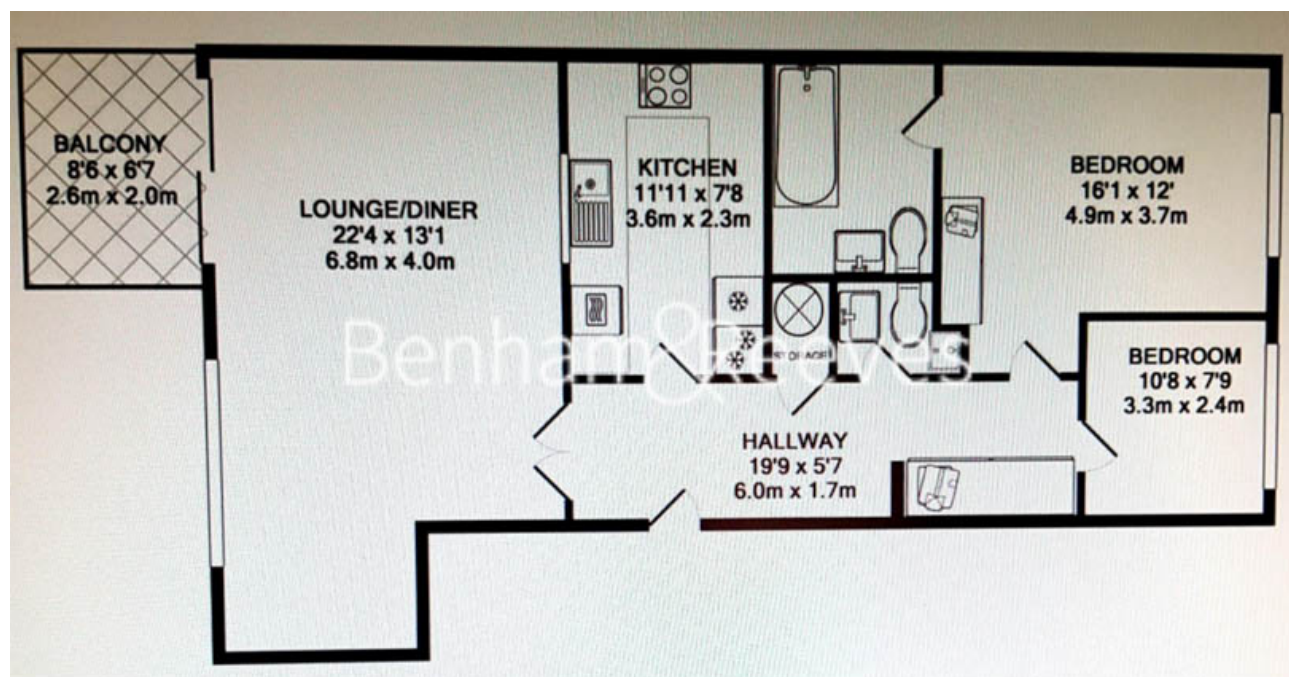 BALCONY
8'6 x 6'7
2.6m x 2.0m
LOUNGE/DINER
22'4 x 13'1
6.8m x 4.0m
KITCHEN
11'11 x 7'8
3.6m x 2.3m
BEDROOM
16'1 x 12'
4.9m x 3.7m
STORAGE
BEDROOM
10'8 x 7'9
3.3m x 2.4m
HALLWAY
19'9 x 5'7
6.0m x 1.7m
Benham & Reeves